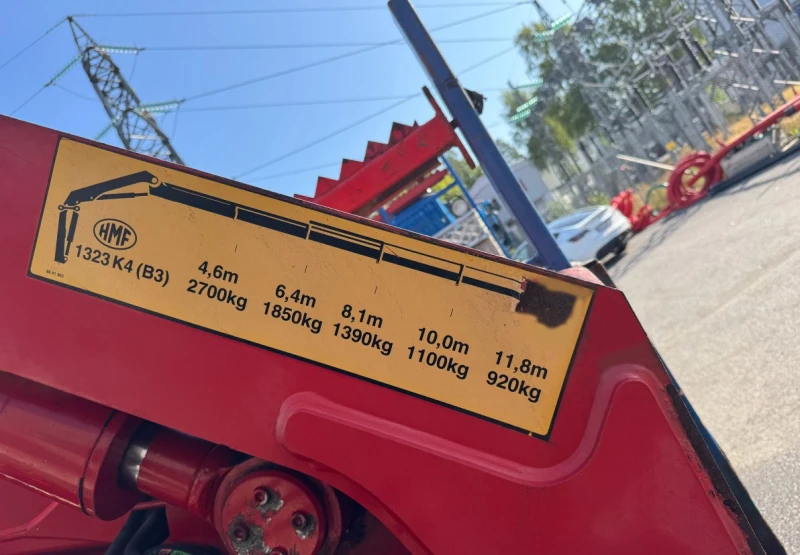 HMF
1323 K4 (B3)
4,6m
2700kg
6,4m
1850kg
8,1m
1390kg
10,0m
1100kg
11,8m
920kg